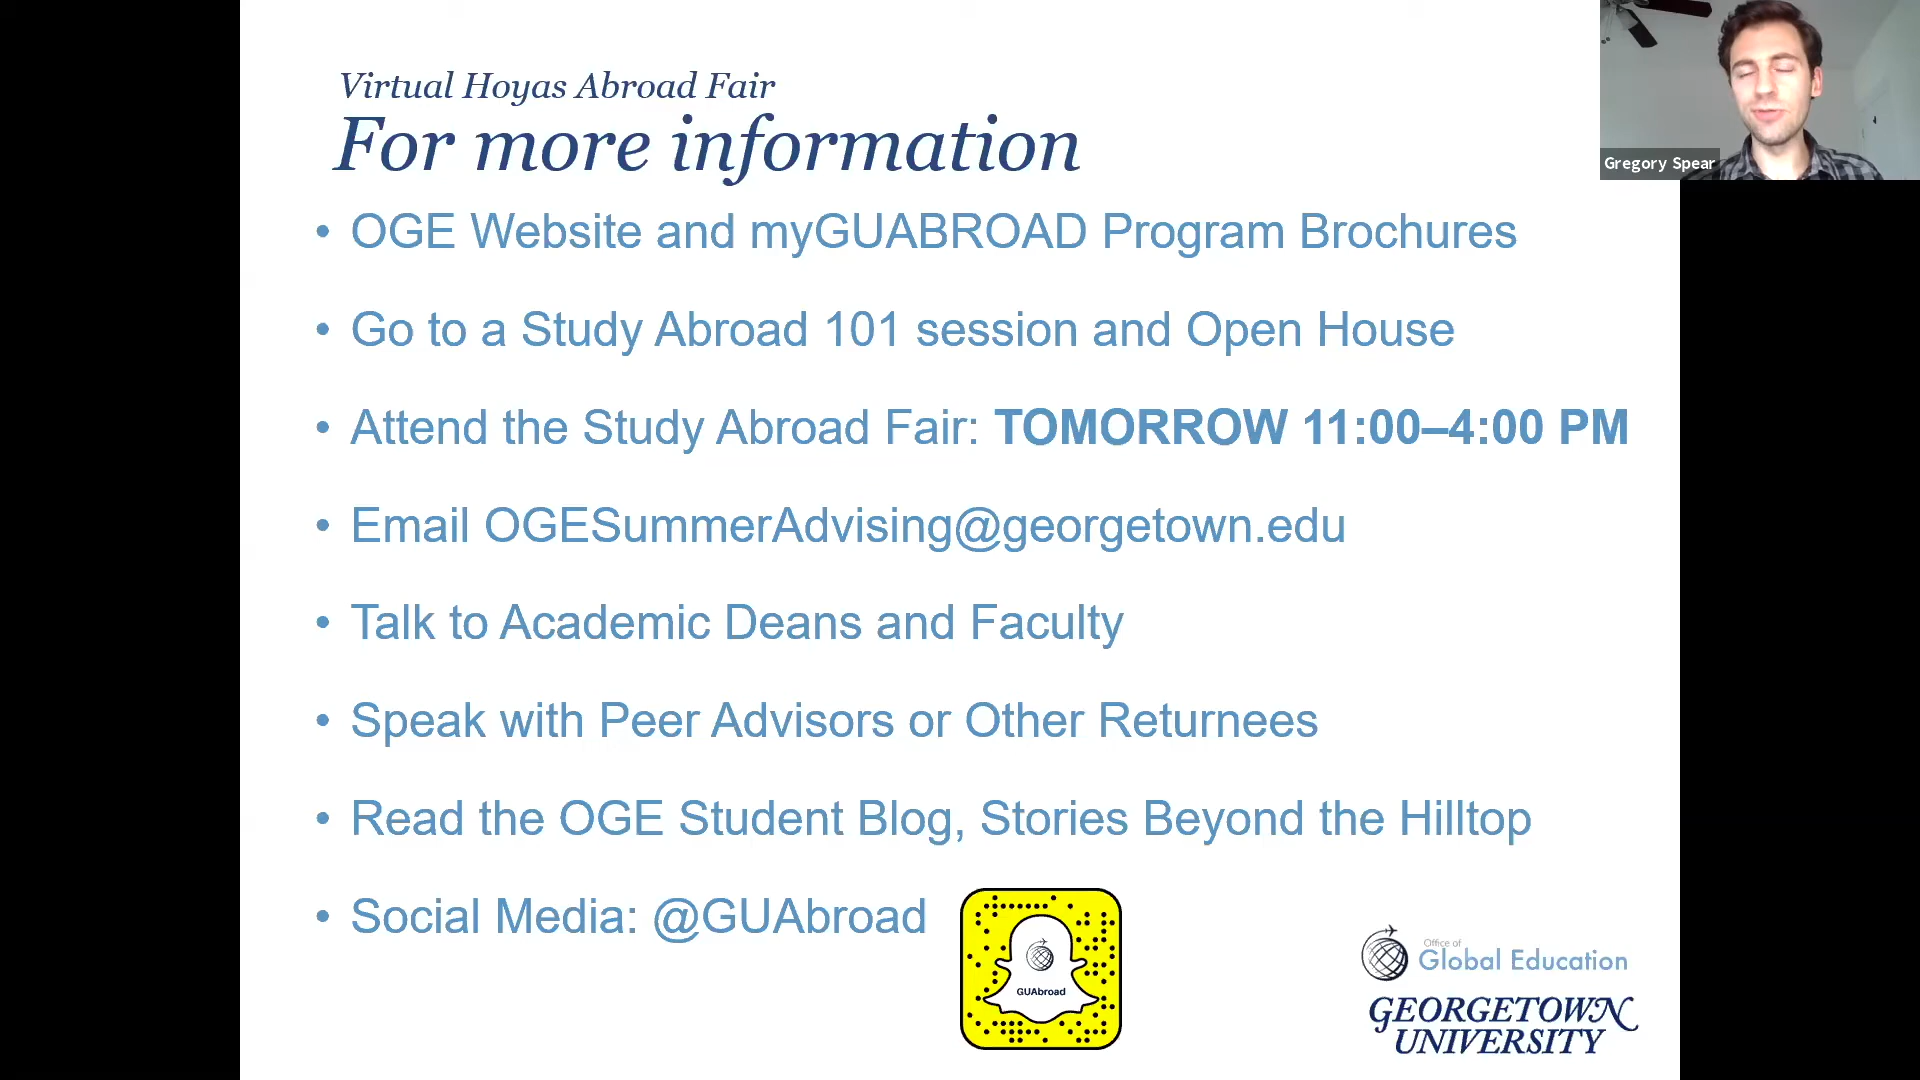 Virtual Hoyas Abroad Fair
For more information
• OGE Website and myGUABROAD Program Brochures
• Go to a Study Abroad 101 session and Open House
• Attend the Study Abroad Fair: TOMORROW 11:00–4:00 PM
• Email OGESummerAdvising@georgetown.edu
• Talk to Academic Deans and Faculty
• Speak with Peer Advisors or Other Returnees
• Read the OGE Student Blog, Stories Beyond the Hilltop
• Social Media: @GUAbroad
GUAbroad
Office of
Global Education
GEORGETOWN
UNIVERSITY
Gregory Spear